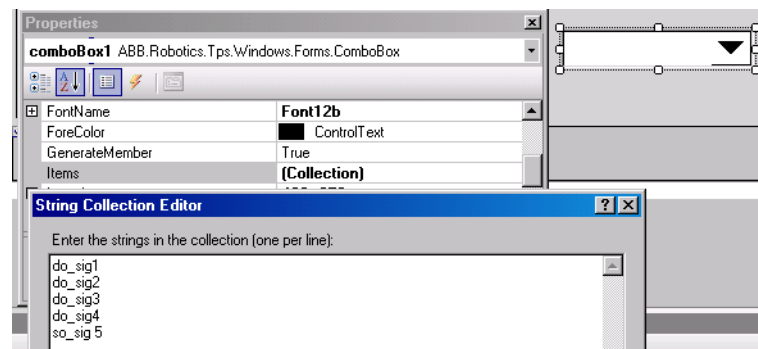 Properties
comboBox1 ABB.Robotics.Tps.Windows.Forms.ComboBox
FontName Font12b
ForeColor ControlText
GenerateMember True
Items (Collection)
String Collection Editor
Enter the strings in the collection (one per line):
do_sig1
do_sig2
do_sig3
do_sig4
so_sig 5